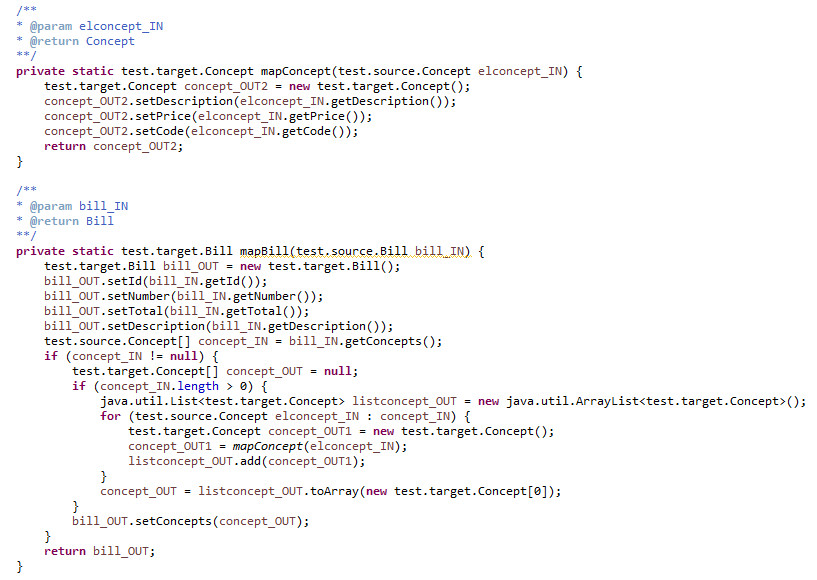 /**
* @param elconcept_IN
* @return Concept
**/
private static test.target.Concept mapConcept(test.source.Concept elconcept_IN) {
    test.target.Concept concept_OUT2 = new test.target.Concept();
    concept_OUT2.setDescription(elconcept_IN.getDescription());
    concept_OUT2.setPrice(elconcept_IN.getPrice());
    concept_OUT2.setCode(elconcept_IN.getCode());
    return concept_OUT2;
}

/**
* @param bill_IN
* @return Bill
**/
private static test.target.Bill mapBill(test.source.Bill bill_IN) {
    test.target.Bill bill_OUT = new test.target.Bill();
    bill_OUT.setId(bill_IN.getId());
    bill_OUT.setNumber(bill_IN.getNumber());
    bill_OUT.setTotal(bill_IN.getTotal());
    bill_OUT.setDescription(bill_IN.getDescription());
    test.source.Concept[] concept_IN = bill_IN.getConcepts();
    if (concept_IN != null) {
        test.target.Concept[] concept_OUT = null;
        if (concept_IN.length > 0) {
            java.util.List<test.target.Concept> listconcept_OUT = new java.util.ArrayList<test.target.Concept>();
            for (test.source.Concept elconcept_IN : concept_IN) {
                test.target.Concept concept_OUT1 = new test.target.Concept();
                concept_OUT1 = mapConcept(elconcept_IN);
                listconcept_OUT.add(concept_OUT1);
            }
            concept_OUT = listconcept_OUT.toArray(new test.target.Concept[0]);
        }
        bill_OUT.setConcepts(concept_OUT);
    }
    return bill_OUT;
}